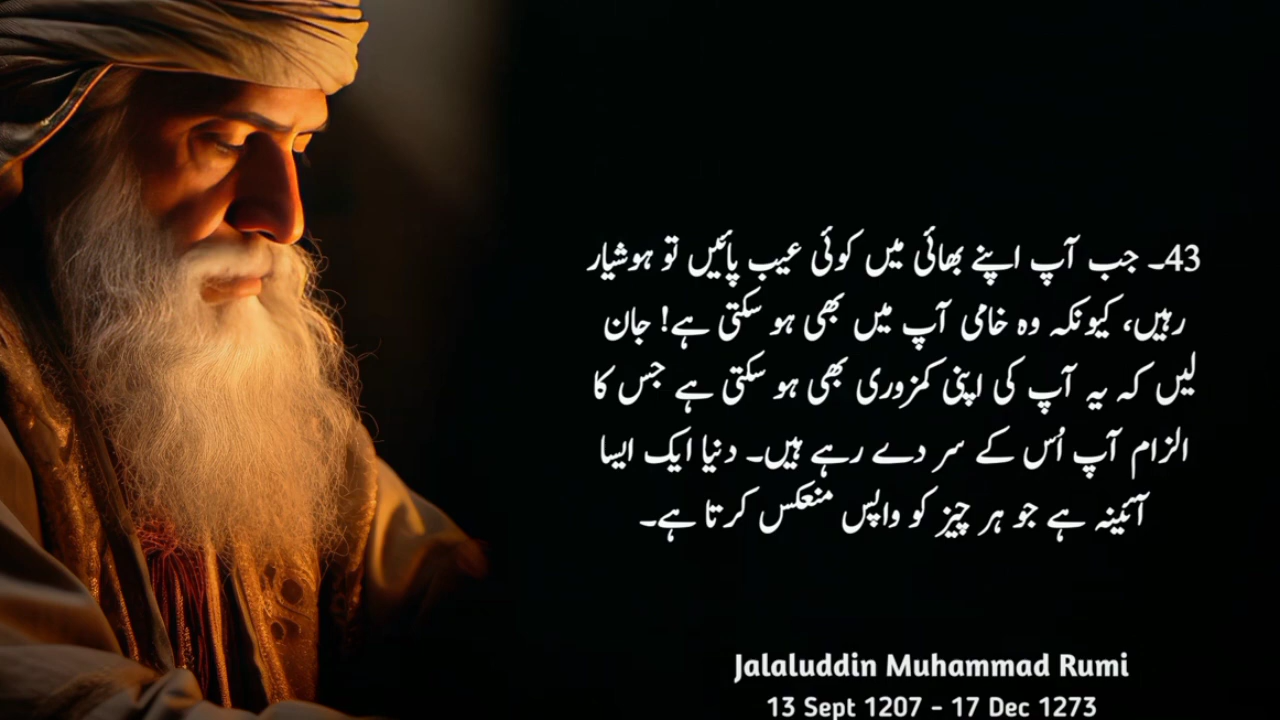 43۔ جب آپ اپنے بھائی میں کوئی عیب پائیں تو ہوشیار
رہیں، کیونکہ وہ خامی آپ میں بھی ہو سکتی ہے! جان
لیں کہ یہ آپ کی اپنی کمزوری بھی ہو سکتی ہے جس کا
الزام آپ اُس کے سر دے رہے ہیں۔ دنیا ایک ایسا
آئینہ ہے جو ہر چیز کو واپس منعکس کرتا ہے۔
Jalaluddin Muhammad Rumi
13 Sept 1207 - 17 Dec 1273